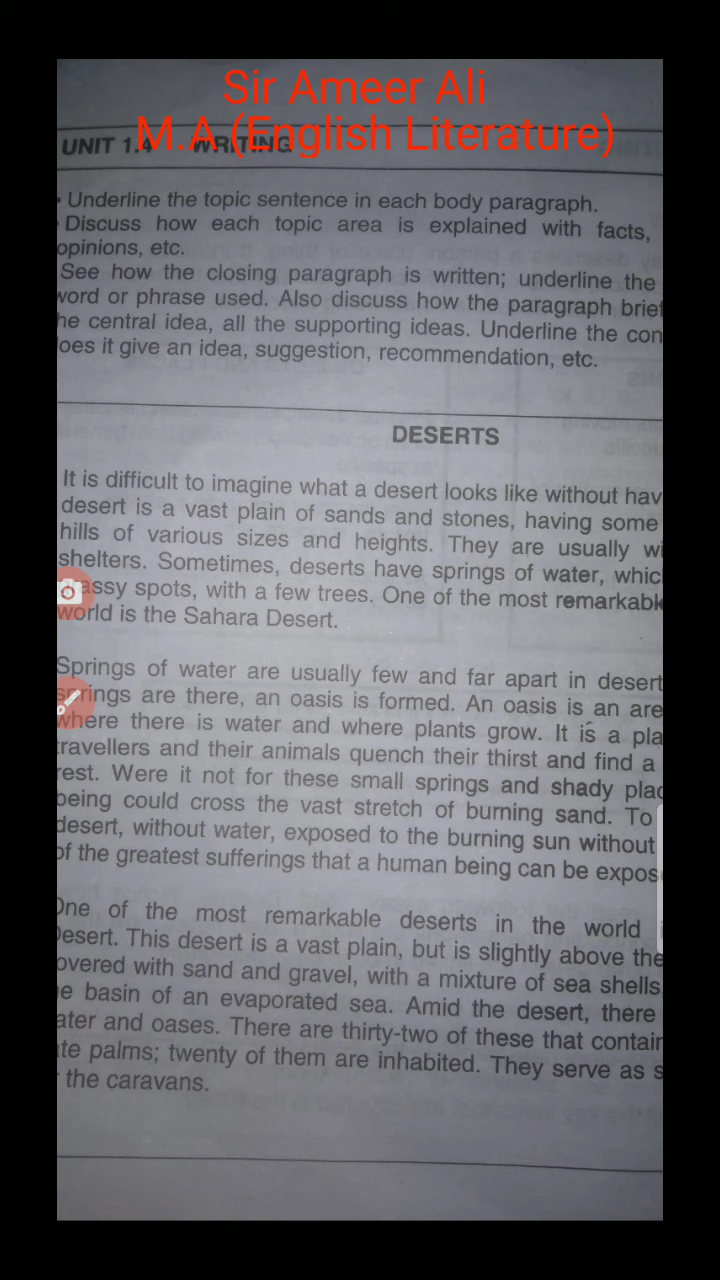 Sir Ameer Ali
M.A (English Literature)
UNIT 1.4 WRITING
Underline the topic sentence in each body paragraph.
Discuss how each topic area is explained with facts,
opinions, etc.
See how the closing paragraph is written; underline the
word or phrase used. Also discuss how the paragraph brief
he central idea, all the supporting ideas. Underline the con
oes it give an idea, suggestion, recommendation, etc.
DESERTS
It is difficult to imagine what a desert looks like without hav
desert is a vast plain of sands and stones, having some
hills of various sizes and heights. They are usually wi
shelters. Sometimes, deserts have springs of water, whic
assy spots, with a few trees. One of the most remarkabl
world is the Sahara Desert.
Springs of water are usually few and far apart in desert
springs are there, an oasis is formed. An oasis is an are
where there is water and where plants grow. It is a pla
travellers and their animals quench their thirst and find a
rest. Were it not for these small springs and shady plac
being could cross the vast stretch of burning sand. To
desert, without water, exposed to the burning sun without
of the greatest sufferings that a human being can be expos
One of the most remarkable deserts in the world i
Desert. This desert is a vast plain, but is slightly above the
overed with sand and gravel, with a mixture of sea shells
e basin of an evaporated sea. Amid the desert, there
ater and oases. There are thirty-two of these that contain
te palms; twenty of them are inhabited. They serve as s
the caravans.